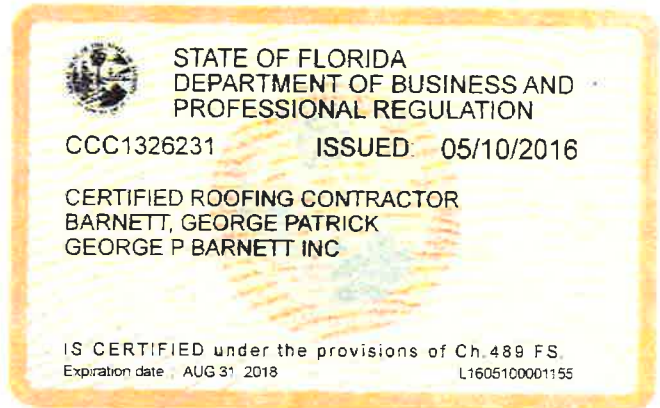 STATE OF FLORIDA
DEPARTMENT OF BUSINESS AND
PROFESSIONAL REGULATION
CCC1326231 ISSUED: 05/10/2016
CERTIFIED ROOFING CONTRACTOR
BARNETT, GEORGE PATRICK
GEORGE P BARNETT INC
IS CERTIFIED under the provisions of Ch.489 FS.
Expiration date : AUG 31, 2018 L1605100001155